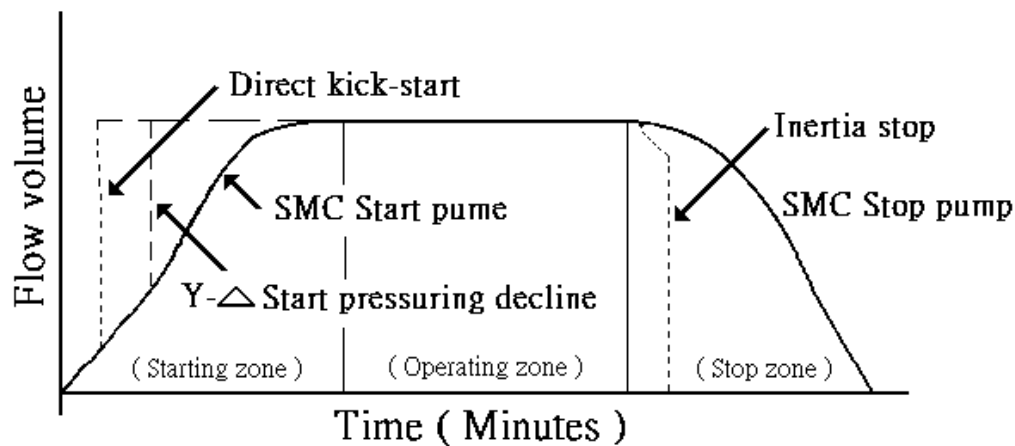 Flow volume
Direct kick-start
Inertia stop
SMC Start pume
SMC Stop pump
Y-△ Start pressuring decline
( Starting zone )
( Operating zone )
( Stop zone )
Time ( Minutes )